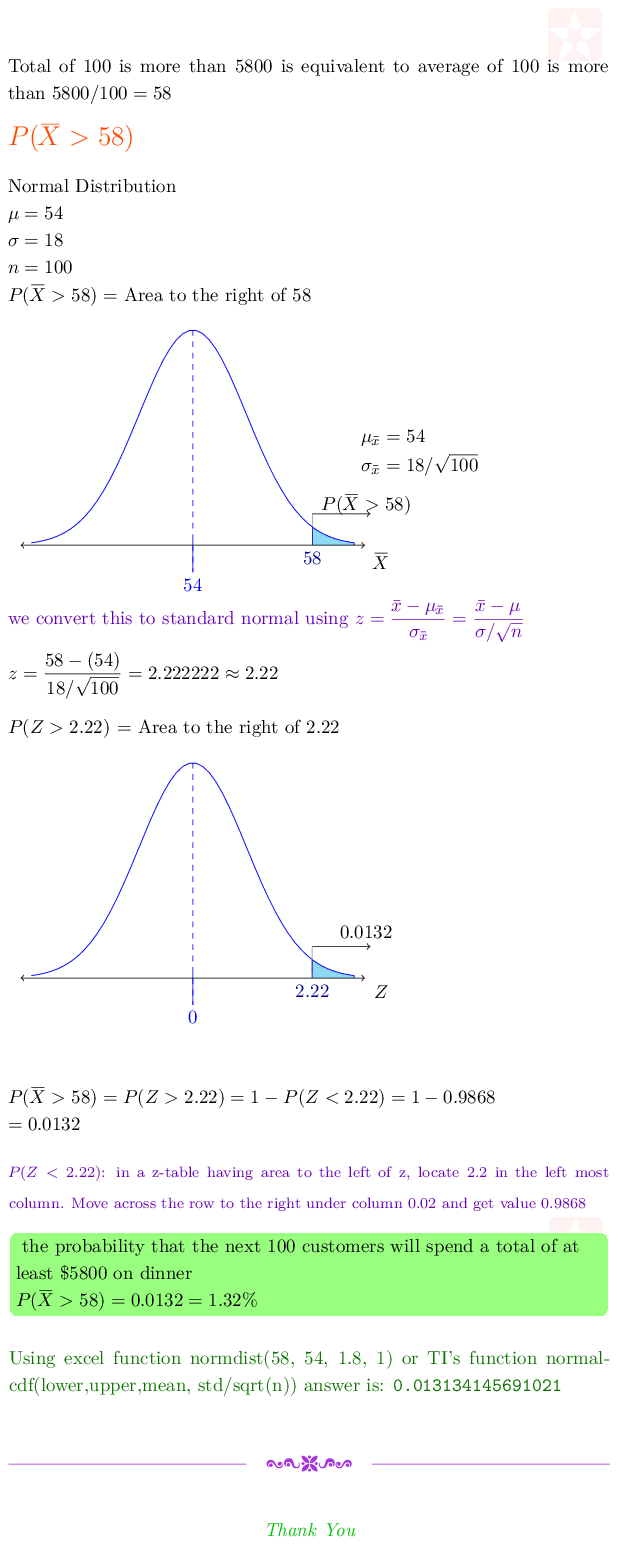 Total of 100 is more than 5800 is equivalent to average of 100 is more
than 5800/100 = 58
P(X̅ > 58)
Normal Distribution
μ = 54
σ = 18
n = 100
P(X̅ > 58) = Area to the right of 58
μx̄ = 54
σx̄ = 18/√100
P(X̅ > 58)
58
X̅
54
we convert this to standard normal using z = (x̄ − μx̄)/σx̄ = (x̄ − μ)/(σ/√n)
z = (58 − (54))/(18/√100) = 2.222222 ≈ 2.22
P(Z > 2.22) = Area to the right of 2.22
0.0132
2.22
Z
0
P(X̅ > 58) = P(Z > 2.22) = 1 − P(Z < 2.22) = 1 − 0.9868
= 0.0132
P(Z < 2.22): in a z-table having area to the left of z, locate 2.2 in the left most
column. Move across the row to the right under column 0.02 and get value 0.9868
the probability that the next 100 customers will spend a total of at
least $5800 on dinner
P(X̅ > 58) = 0.0132 = 1.32%
Using excel function normdist(58, 54, 1.8, 1) or TI's function normal-
cdf(lower,upper,mean, std/sqrt(n)) answer is: 0.013134145691021
Thank You